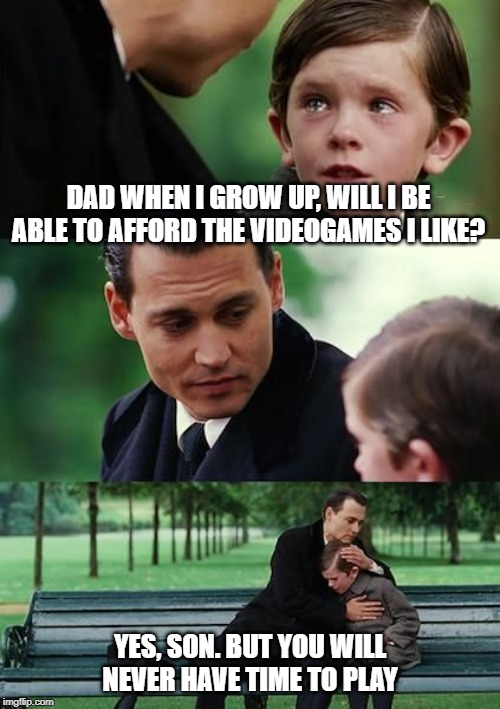 DAD WHEN I GROW UP, WILL I BE
ABLE TO AFFORD THE VIDEOGAMES I LIKE?
YES, SON. BUT YOU WILL
NEVER HAVE TIME TO PLAY
imgflip.com